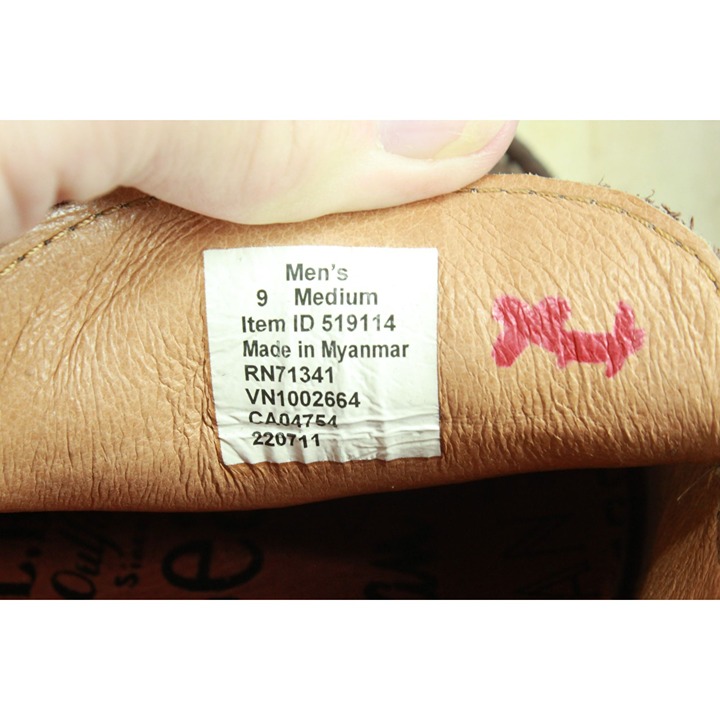 Men's
9 Medium
Item ID 519114
Made in Myanmar
RN71341
VN1002664
CA04754
220711